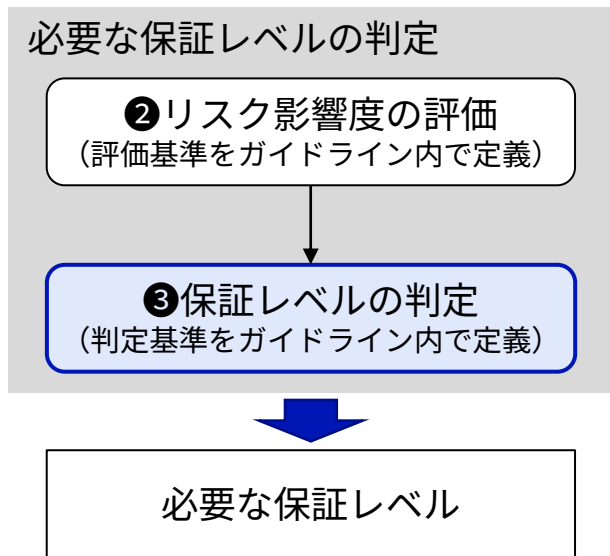 必要な保証レベルの判定
❷リスク影響度の評価
（評価基準をガイドライン内で定義）
❸保証レベルの判定
（判定基準をガイドライン内で定義）
必要な保証レベル